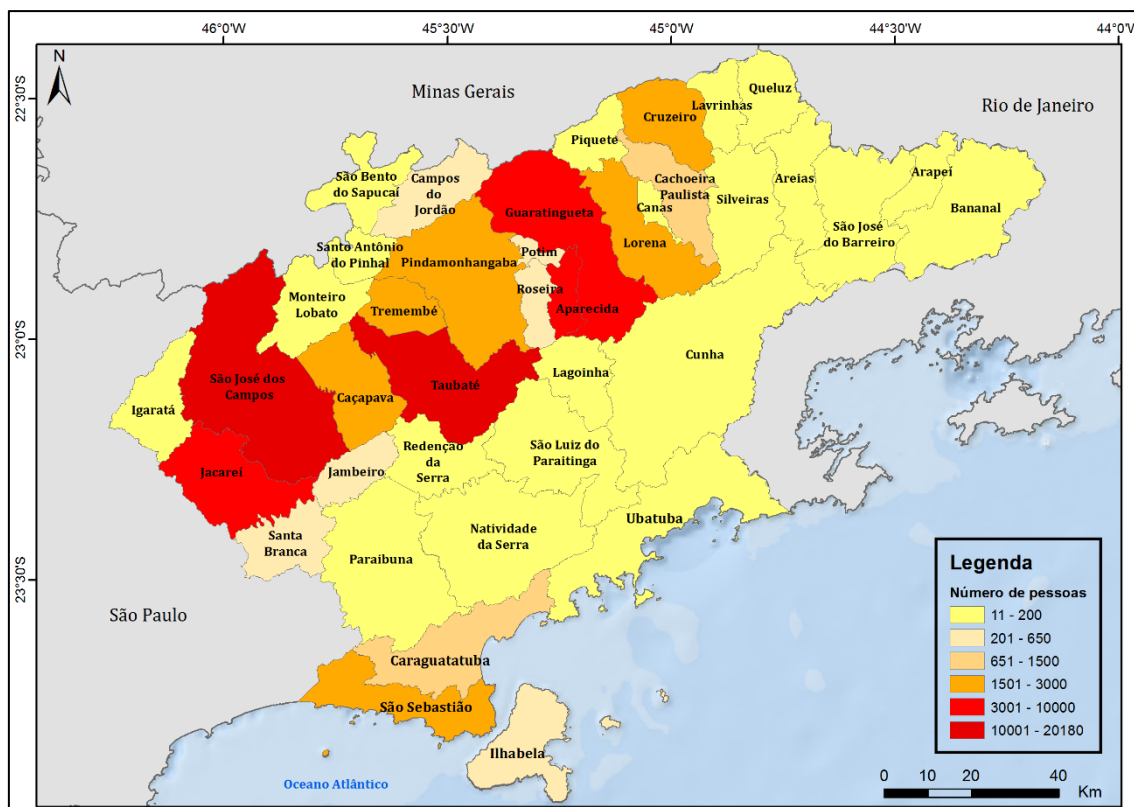 46°0'W
45°30'W
45°0'W
44°30'W
44°0'W
N
22°30'S
23°0'S
23°30'S
Minas Gerais
Rio de Janeiro
São Paulo
Queluz
Lavrinhas
Cruzeiro
Piquete
São Bento
do Sapucaí
Campos
do
Jordão
Cachoeira
Paulista
Areias
Arapeí
Guaratingueta
Canas
Silveiras
Bananal
São José
do Barreiro
Lorena
Santo Antônio
do Pinhal
Potim
Pindamonhangaba
Roseira
Monteiro
Lobato
Tremembé
Aparecida
Cunha
Lagoinha
São José dos
Campos
Taubaté
Caçapava
Igaratá
Redenção
da
Serra
São Luiz do
Paraitinga
Jacareí
Jambeiro
Ubatuba
Natividade
da Serra
Santa
Branca
Paraibuna
Caraguatatuba
São Sebastião
Ilhabela
Oceano Atlântico
Legenda
Número de pessoas
11 - 200
201 - 650
651 - 1500
1501 - 3000
3001 - 10000
10001 - 20180
0 10 20 40
Km